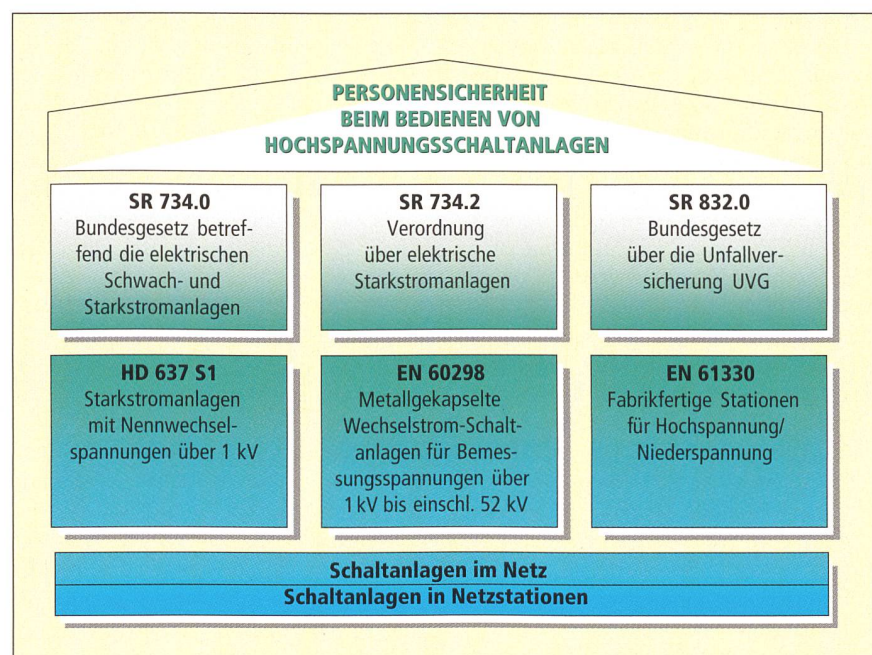 PERSONENSICHERHEIT
BEIM BEDIENEN VON
HOCHSPANNUNGSSCHALTANLAGEN
SR 734.0
Bundesgesetz betref-
fend die elektrischen
Schwach- und
Starkstromanlagen
SR 734.2
Verordnung
über elektrische
Starkstromanlagen
SR 832.0
Bundesgesetz
über die Unfallver-
sicherung UVG
HD 637 S1
Starkstromanlagen
mit Nennwechsel-
spannungen über 1 kV
EN 60298
Metallgekapselte
Wechselstrom-Schalt-
anlagen für Bemes-
sungsspannungen über
1 kV bis einschl. 52 kV
EN 61330
Fabrikfertige Stationen
für Hochspannung/
Niederspannung
Schaltanlagen im Netz
Schaltanlagen in Netzstationen